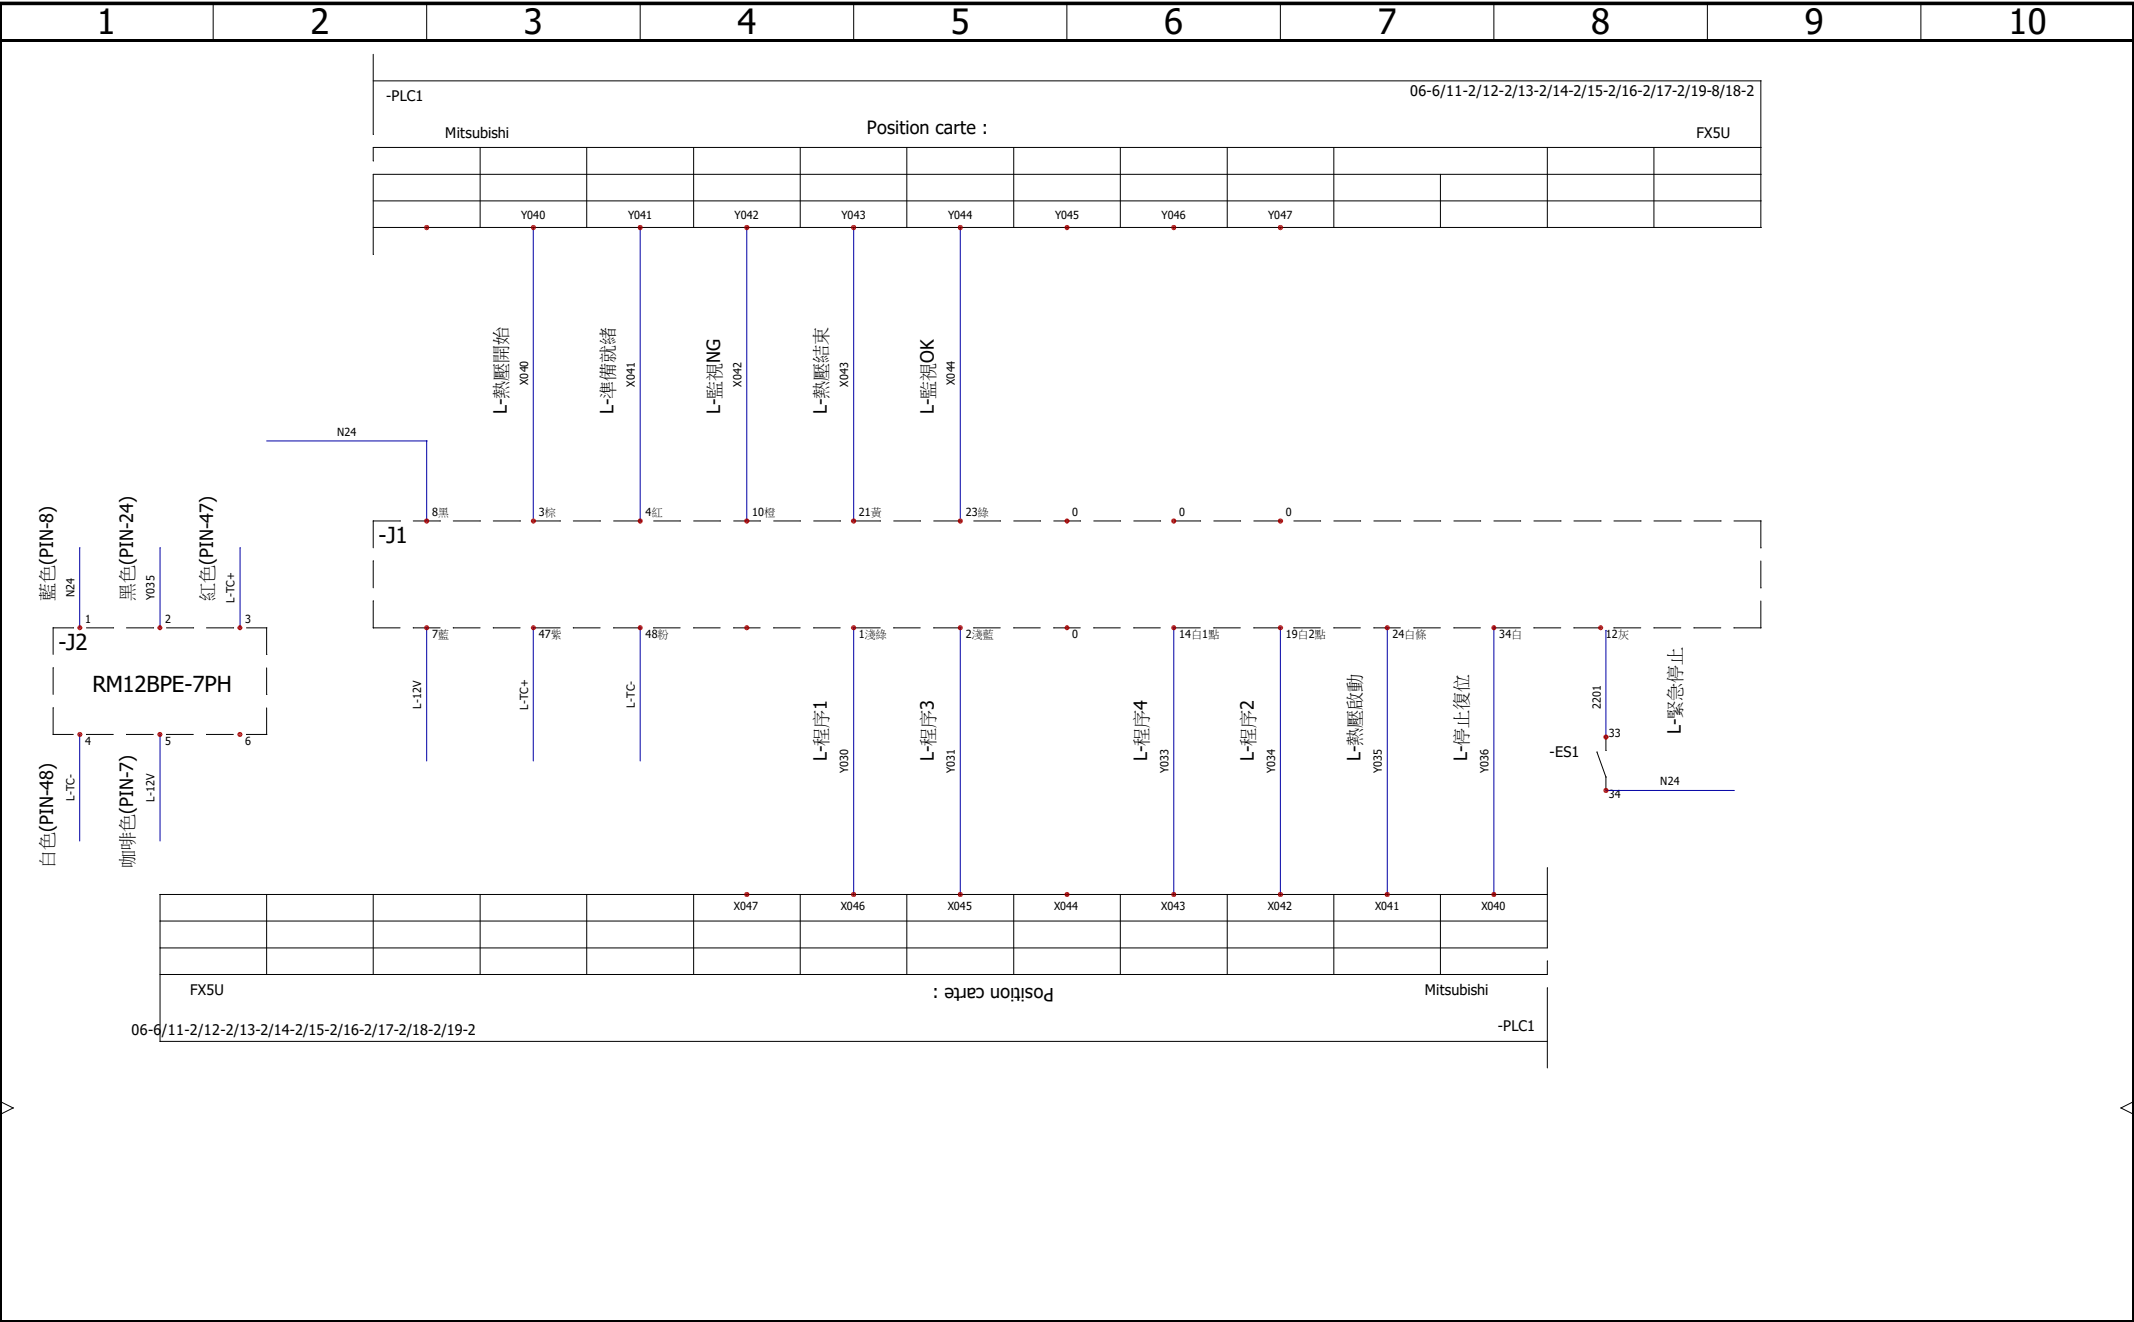 1 2 3 4 5 6 7 8 9 10
-PLC1 06-6/11-2/12-2/13-2/14-2/15-2/16-2/17-2/19-8/18-2
Mitsubishi Position carte : FX5U
Y040 Y041 Y042 Y043 Y044 Y045 Y046 Y047
L-熱壓開始 X040
L-準備就緒 X041
L-監視NG X042
L-熱壓結束 X043
L-監視OK X044
N24
8黑 3棕 4紅 10橙 21黃 23綠 0 0 0
-J1
7藍 47紫 48粉 1淺綠 2淺藍 0 14白1點 19白2點 24白條 34白 12灰
藍色(PIN-8) N24
黑色(PIN-24) Y035
紅色(PIN-47) L-TC+
1 2 3
-J2
RM12BPE-7PH
4 5 6
白色(PIN-48) L-TC-
咖啡色(PIN-7) L-12V
L-12V
L-TC+
L-TC-
L-程序1 Y030
L-程序3 Y031
L-程序4 Y033
L-程序2 Y034
L-熱壓啟動 Y035
L-停止復位 Y036
2201
L-緊急停止
33
-ES1
34
N24
X047 X046 X045 X044 X043 X042 X041 X040
FX5U Position carte : Mitsubishi
06-6/11-2/12-2/13-2/14-2/15-2/16-2/17-2/18-2/19-2 -PLC1